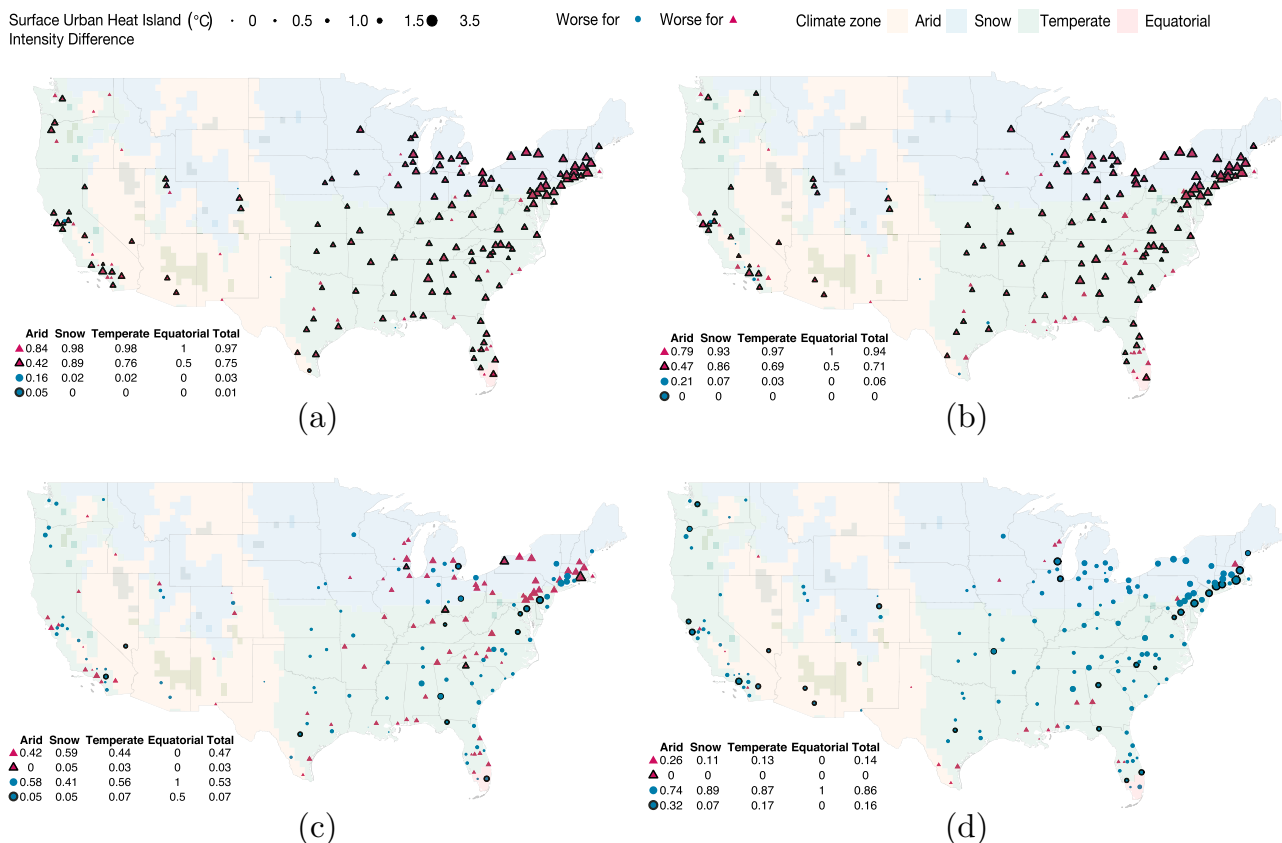 Surface Urban Heat Island (°C) 0 0.5 1.0 1.5 3.5 Worse for Worse for Climate zone Arid Snow Temperate Equatorial
Intensity Difference
Arid Snow Temperate Equatorial Total
0.84 0.98 0.98 1 0.97
0.42 0.89 0.76 0.5 0.75
0.16 0.02 0.02 0 0.03
0.05 0 0 0 0.01
(a)
Arid Snow Temperate Equatorial Total
0.79 0.93 0.97 1 0.94
0.47 0.86 0.69 0.5 0.71
0.21 0.07 0.03 0 0.06
0 0 0 0 0
(b)
Arid Snow Temperate Equatorial Total
0.42 0.59 0.44 0 0.47
0 0.05 0.03 0 0.03
0.58 0.41 0.56 1 0.53
0.05 0.05 0.07 0.5 0.07
(c)
Arid Snow Temperate Equatorial Total
0.26 0.11 0.13 0 0.14
0 0 0 0 0
0.74 0.89 0.87 1 0.86
0.32 0.07 0.17 0 0.16
(d)